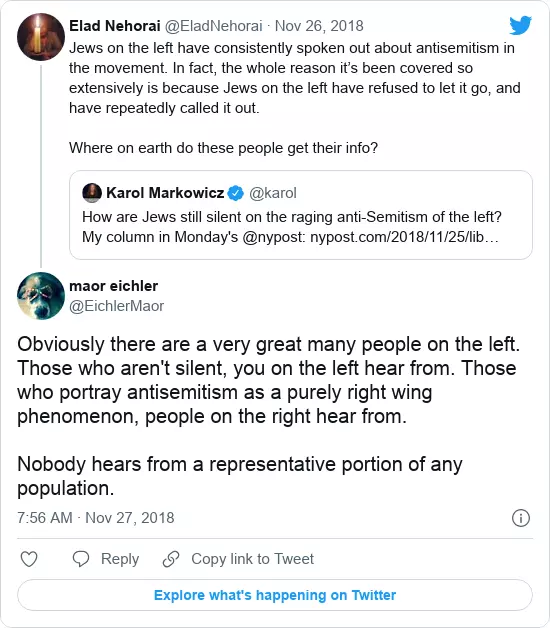 Elad Nehorai @EladNehorai · Nov 26, 2018
Jews on the left have consistently spoken out about antisemitism in
the movement. In fact, the whole reason it’s been covered so
extensively is because Jews on the left have refused to let it go, and
have repeatedly called it out.
Where on earth do these people get their info?
Karol Markowicz @karol
How are Jews still silent on the raging anti-Semitism of the left?
My column in Monday's @nypost: nypost.com/2018/11/25/lib…
maor eichler
@EichlerMaor
Obviously there are a very great many people on the left.
Those who aren't silent, you on the left hear from. Those
who portray antisemitism as a purely right wing
phenomenon, people on the right hear from.
Nobody hears from a representative portion of any
population.
7:56 AM · Nov 27, 2018
Reply Copy link to Tweet
Explore what's happening on Twitter